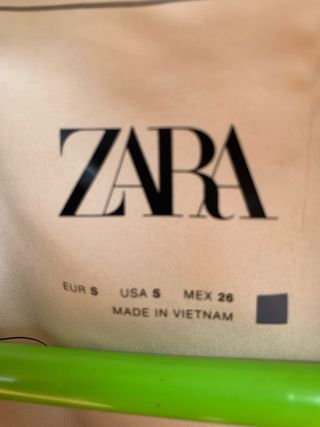 ZARA
EUR S USA S MEX 26
MADE IN VIETNAM